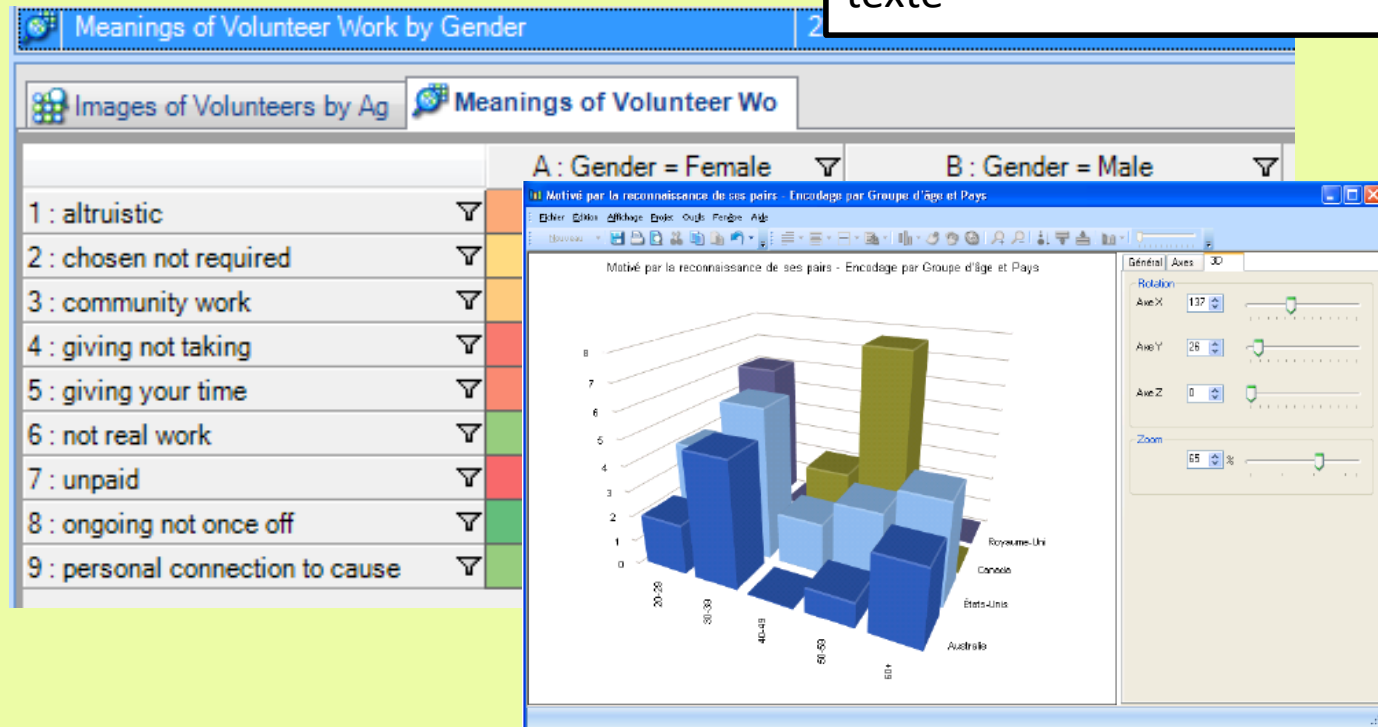 texte
Meanings of Volunteer Work by Gender 2
Images of Volunteers by Ag Meanings of Volunteer Wo
A : Gender = Female B : Gender = Male
1 : altruistic
2 : chosen not required
3 : community work
4 : giving not taking
5 : giving your time
6 : not real work
7 : unpaid
8 : ongoing not once off
9 : personal connection to cause
Motivé par la reconnaissance de ses pairs - Encodage par Groupe d'âge et Pays
Fichier Edition Affichage Projet Outils Fenêtre Aide
Nouveau
Motivé par la reconnaissance de ses pairs - Encodage par Groupe d'âge et Pays
8
7
6
5
4
3
2
1
0
20-29
30-39
40-49
50-59
60+
Royaume-Uni
Canada
États-Unis
Australie
Général Axes 3D
Rotation
Axe X 137
Axe Y 26
Axe Z 0
Zoom
65 %